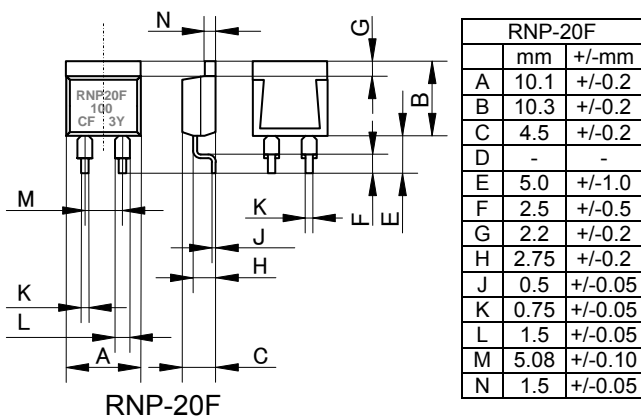 N
G
B
RNP20F
100
CF 3Y
M
K
J
F
E
H
K
L
A
C
RNP-20F
RNP-20F
mm +/-mm
A 10.1 +/-0.2
B 10.3 +/-0.2
C 4.5 +/-0.2
D - -
E 5.0 +/-1.0
F 2.5 +/-0.5
G 2.2 +/-0.2
H 2.75 +/-0.2
J 0.5 +/-0.05
K 0.75 +/-0.05
L 1.5 +/-0.05
M 5.08 +/-0.10
N 1.5 +/-0.05